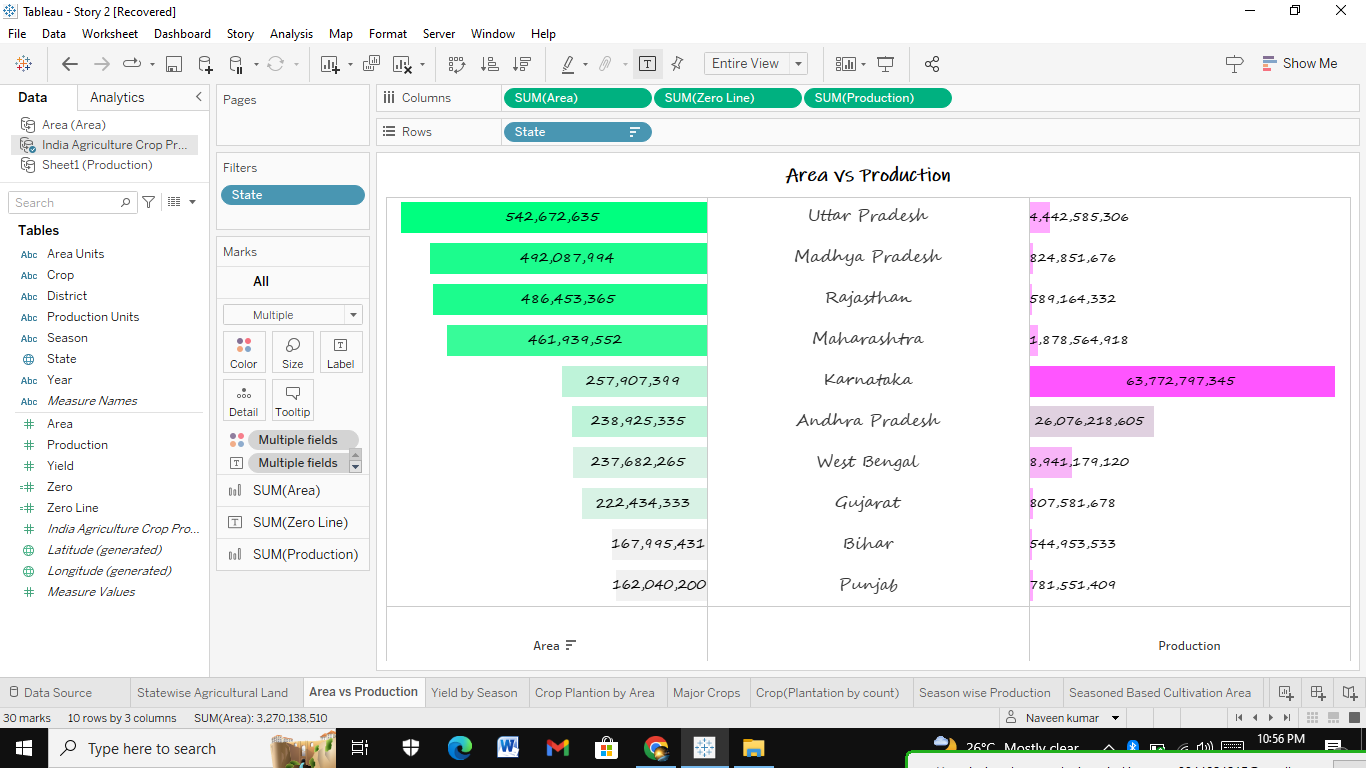 Tableau - Story 2 [Recovered]
File Data Worksheet Dashboard Story Analysis Map Format Server Window Help
Entire View
Show Me
Data Analytics
Area (Area)
India Agriculture Crop Pr...
Sheet1 (Production)
Search
Tables
Abc Area Units
Abc Crop
Abc District
Abc Production Units
Abc Season
State
Abc Year
Abc Measure Names
# Area
# Production
# Yield
=# Zero
=# Zero Line
# India Agriculture Crop Pro...
Latitude (generated)
Longitude (generated)
# Measure Values
Pages
Filters
State
Marks
All
Multiple
Color Size Label
Detail Tooltip
Multiple fields
Multiple fields
SUM(Area)
SUM(Zero Line)
SUM(Production)
Columns SUM(Area) SUM(Zero Line) SUM(Production)
Rows State
Area vs Production
542,672,635 Uttar Pradesh 4,442,585,306
492,087,994 Madhya Pradesh 824,851,676
486,453,365 Rajasthan 589,164,332
461,939,552 Maharashtra 1,878,564,918
257,907,399 Karnataka 63,772,797,345
238,925,335 Andhra Pradesh 26,076,218,605
237,682,265 West Bengal 8,941,179,120
222,434,333 Gujarat 807,581,678
167,995,431 Bihar 544,953,533
162,040,200 Punjab 781,551,409
Area Production
Data Source Statewise Agricultural Land Area vs Production Yield by Season Crop Plantion by Area Major Crops Crop(Plantation by count) Season wise Production Seasoned Based Cultivation Area
30 marks 10 rows by 3 columns SUM(Area): 3,270,138,510 Naveen kumar
Type here to search 26°C Mostly clear 10:56 PM